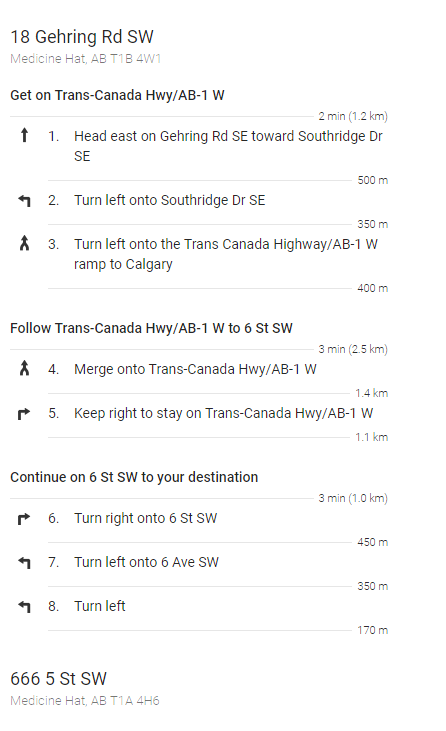 18 Gehring Rd SW
Medicine Hat, AB T1B 4W1
Get on Trans-Canada Hwy/AB-1 W
2 min (1.2 km)
1. Head east on Gehring Rd SE toward Southridge Dr
SE
500 m
2. Turn left onto Southridge Dr SE
350 m
3. Turn left onto the Trans Canada Highway/AB-1 W
ramp to Calgary
400 m
Follow Trans-Canada Hwy/AB-1 W to 6 St SW
3 min (2.5 km)
4. Merge onto Trans-Canada Hwy/AB-1 W
1.4 km
5. Keep right to stay on Trans-Canada Hwy/AB-1 W
1.1 km
Continue on 6 St SW to your destination
3 min (1.0 km)
6. Turn right onto 6 St SW
450 m
7. Turn left onto 6 Ave SW
350 m
8. Turn left
170 m
666 5 St SW
Medicine Hat, AB T1A 4H6